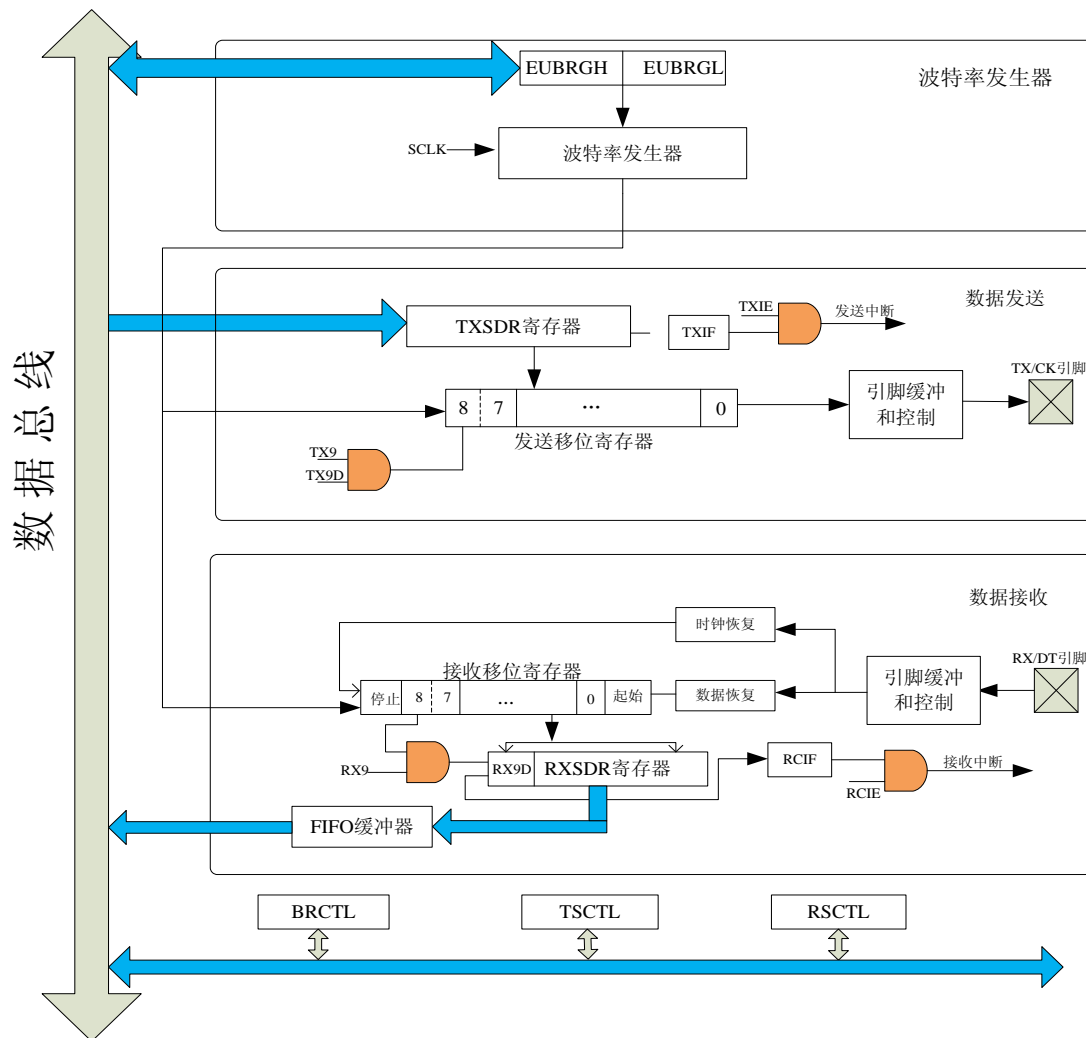 数据总线
EUBRGH
EUBRGL
波特率发生器
SCLK
波特率发生器
数据发送
TXSDR寄存器
TXIF
TXIE
发送中断
TX/CK引脚
8
7
...
0
引脚缓冲
和控制
发送移位寄存器
TX9
TX9D
数据接收
时钟恢复
接收移位寄存器
RX/DT引脚
停止
8
7
...
0
起始
数据恢复
引脚缓冲
和控制
RX9
RX9D
RXSDR寄存器
RCIF
RCIE
接收中断
FIFO缓冲器
BRCTL
TSCTL
RSCTL